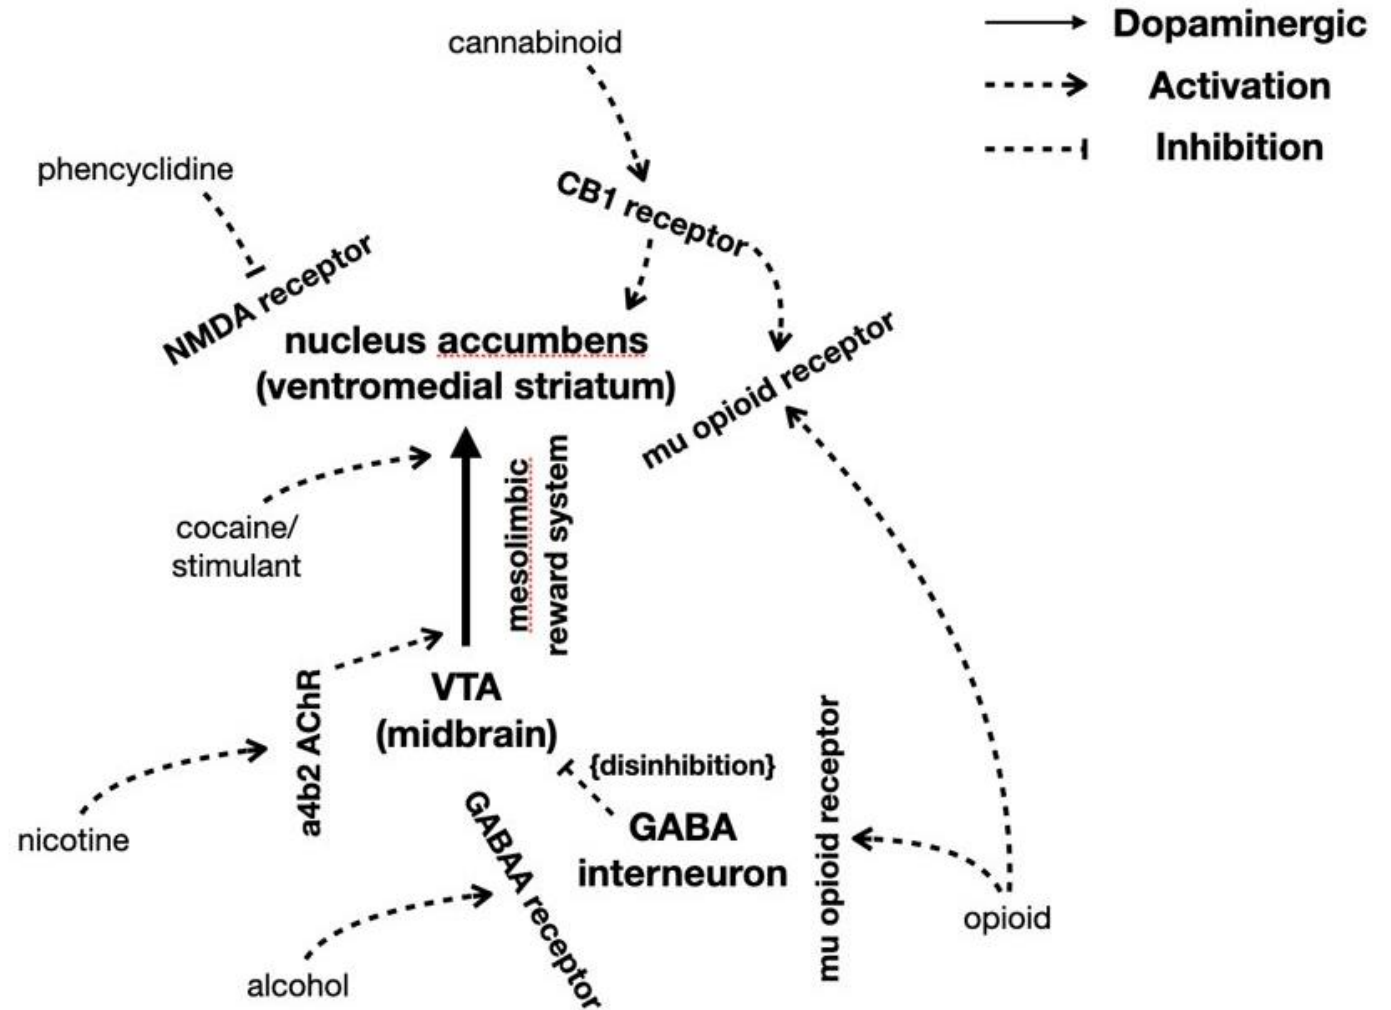 cannabinoid
Dopaminergic
Activation
Inhibition
phencyclidine
CB1 receptor
NMDA receptor
nucleus accumbens
(ventromedial striatum)
mu opioid receptor
cocaine/
stimulant
mesolimbic
reward system
a4b2 AChR
VTA
(midbrain)
{disinhibition}
GABA
interneuron
mu opioid receptor
nicotine
GABAA receptor
opioid
alcohol